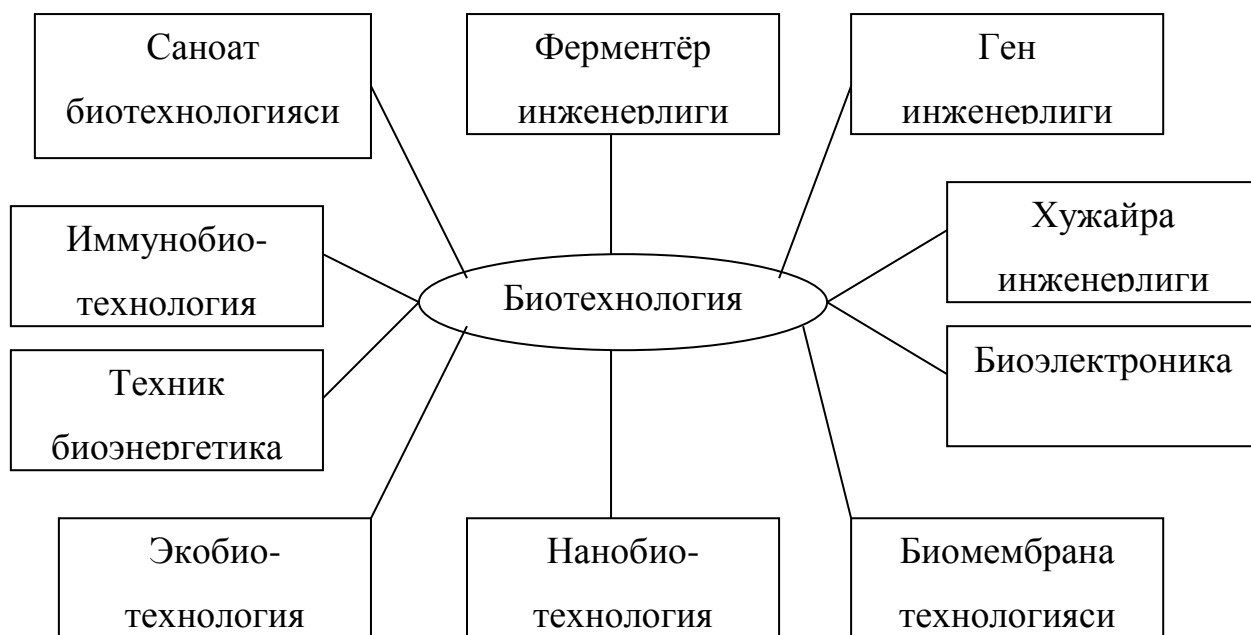 Саноат
биотехнологияси
Ферментёр
инженерлиги
Ген
инженерлиги
Иммунобио-
технология
Биотехнология
Хужайра
инженерлиги
Техник
биоэнергетика
Биоэлектроника
Экобио-
технология
Нанобио-
технология
Биомембрана
технологияси